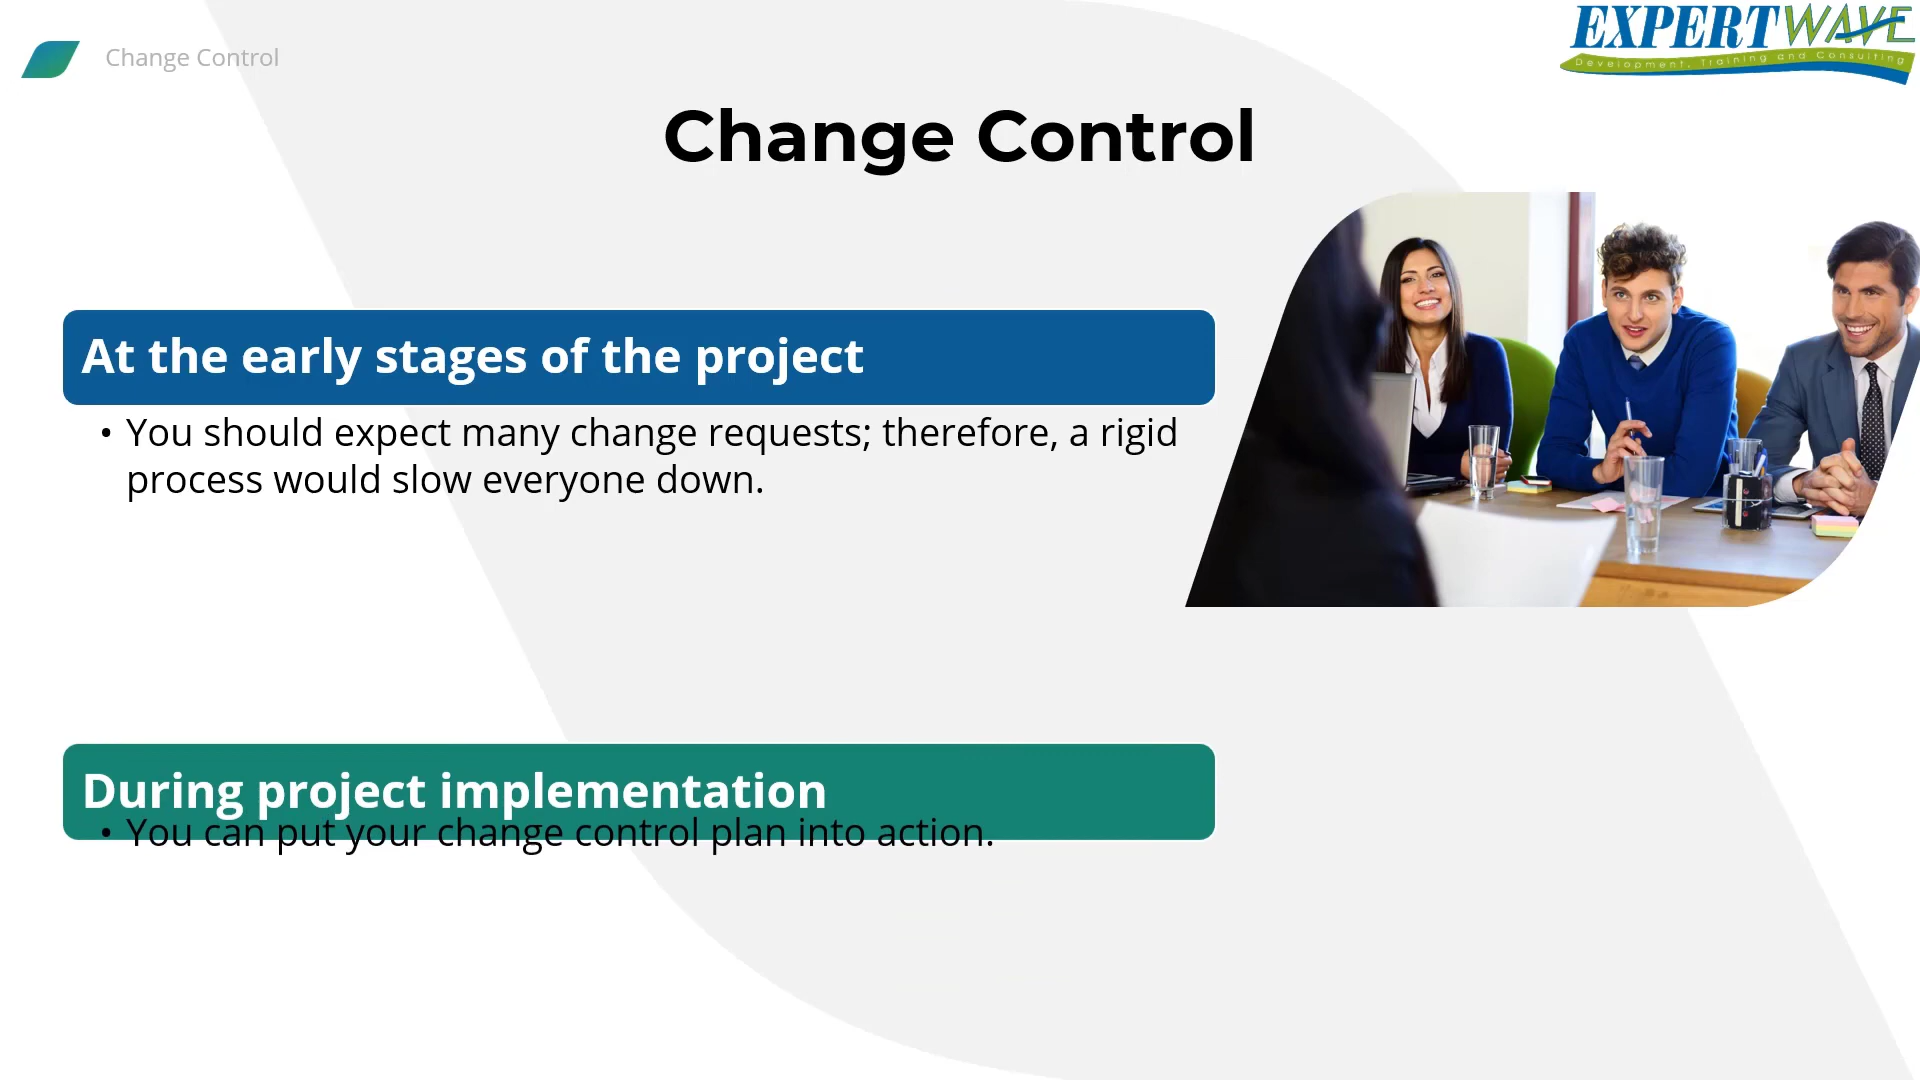 Change Control
EXPERTWAVE
Development, Training and Consulting
Change Control
At the early stages of the project
• You should expect many change requests; therefore, a rigid
process would slow everyone down.
During project implementation
• You can put your change control plan into action.